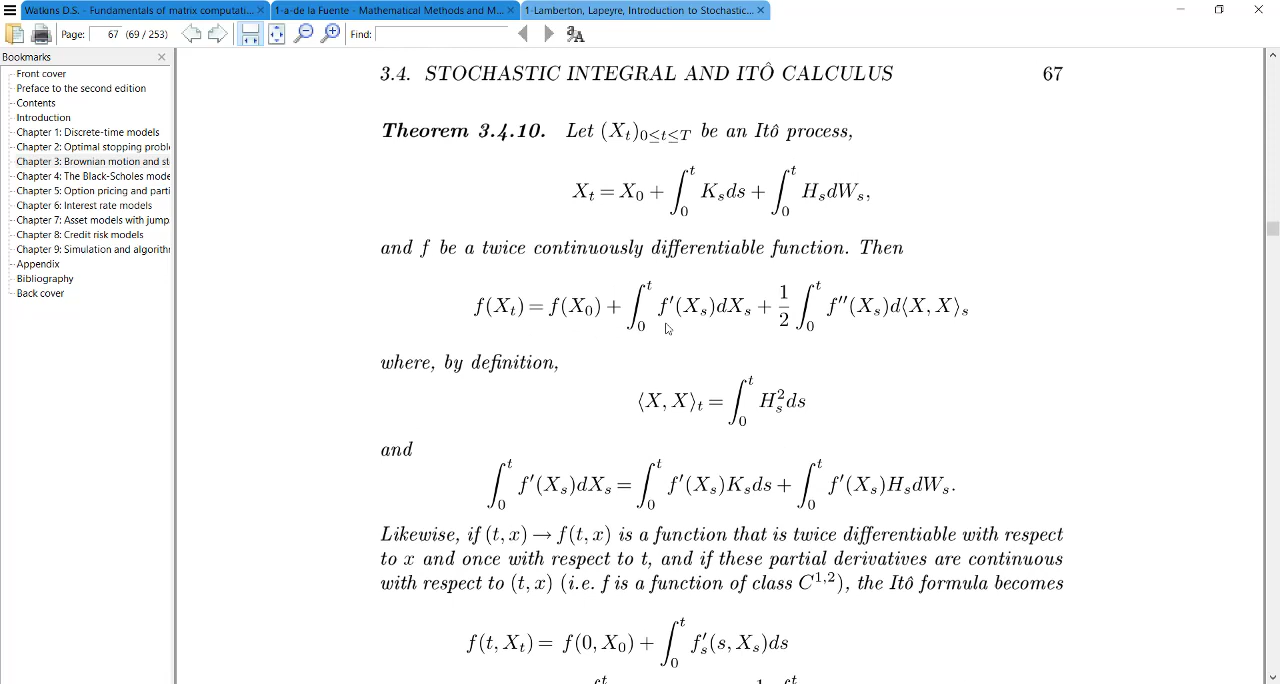 Watkins D.S. - Fundamentals of matrix computati...
1-a-de la Fuente - Mathematical Methods and M...
1-Lamberton, Lapeyre, Introduction to Stochastic...
Page: 67 (69 / 253)
Find:
Bookmarks
Front cover
Preface to the second edition
Contents
Introduction
Chapter 1: Discrete-time models
Chapter 2: Optimal stopping probl
Chapter 3: Brownian motion and st
Chapter 4: The Black-Scholes mode
Chapter 5: Option pricing and parti
Chapter 6: Interest rate models
Chapter 7: Asset models with jump
Chapter 8: Credit risk models
Chapter 9: Simulation and algorithm
Appendix
Bibliography
Back cover
3.4. STOCHASTIC INTEGRAL AND ITÔ CALCULUS 67
Theorem 3.4.10. Let (X_t)_{0≤t≤T} be an Itô process,
X_t = X_0 + ∫_0^t K_s ds + ∫_0^t H_s dW_s,
and f be a twice continuously differentiable function. Then
f(X_t) = f(X_0) + ∫_0^t f′(X_s)dX_s + 1/2 ∫_0^t f″(X_s)d⟨X, X⟩_s
where, by definition,
⟨X, X⟩_t = ∫_0^t H_s^2 ds
and
∫_0^t f′(X_s)dX_s = ∫_0^t f′(X_s)K_s ds + ∫_0^t f′(X_s)H_s dW_s.
Likewise, if (t, x) → f(t, x) is a function that is twice differentiable with respect
to x and once with respect to t, and if these partial derivatives are continuous
with respect to (t, x) (i.e. f is a function of class C^{1,2}), the Itô formula becomes
f(t, X_t) = f(0, X_0) + ∫_0^t f′_s(s, X_s)ds